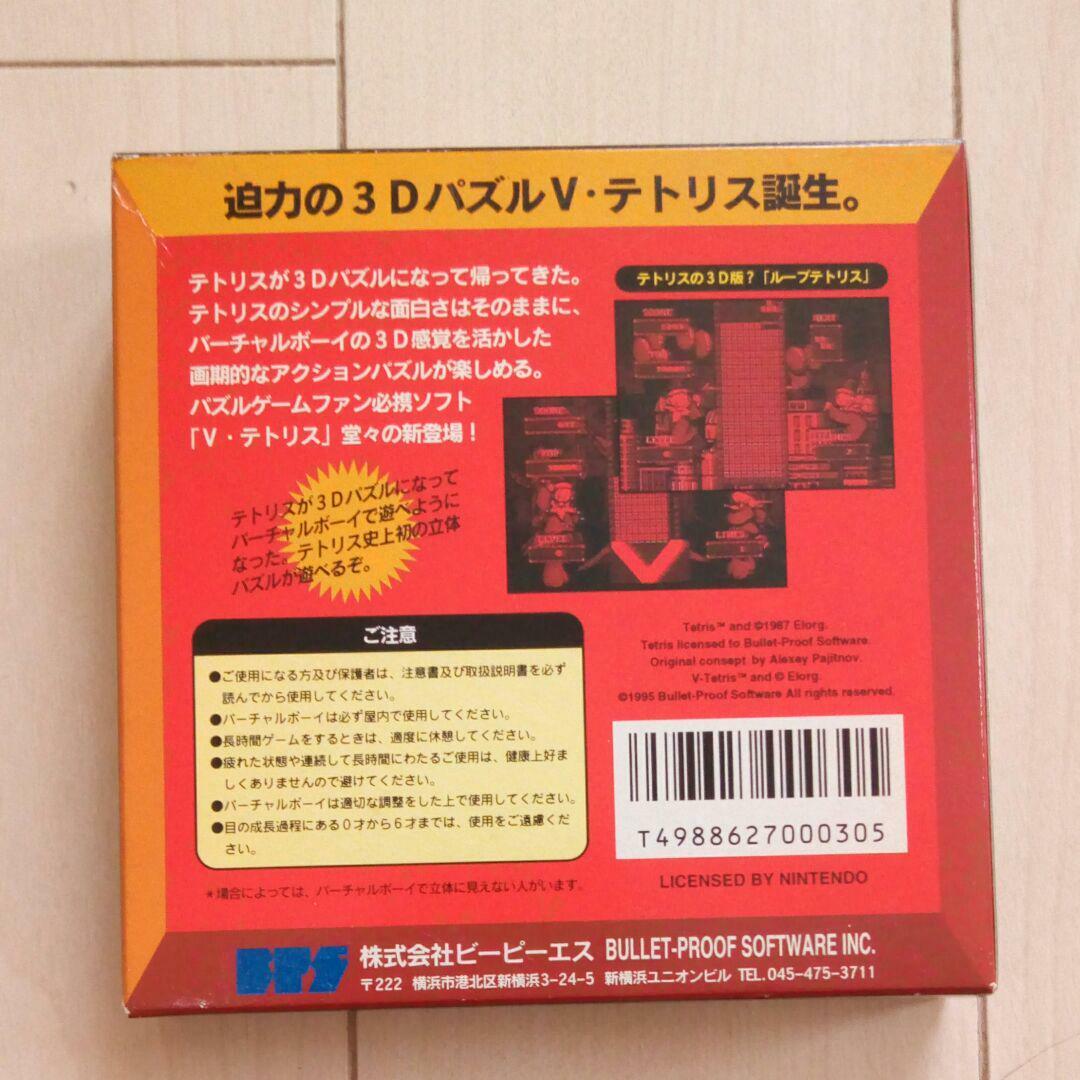 迫力の3DパズルV・テトリス誕生。
テトリスが3Dパズルになって帰ってきた。
テトリスのシンプルな面白さはそのままに、
バーチャルボーイの3D感覚を活かした
画期的なアクションパズルが楽しめる。
パズルゲームファン必携ソフト
「V・テトリス」堂々の新登場!
テトリスの3D版?「ループテトリス」
テトリスが3Dパズルになって
バーチャルボーイで遊べように
なった。テトリス史上初の立体
パズルが遊べるぞ。
ご注意
●ご使用になる方及び保護者は、注意書及び取扱説明書を必ず
読んでから使用してください。
●バーチャルボーイは必ず屋内で使用してください。
●長時間ゲームをするときは、適度に休憩してください。
●疲れた状態や連続して長時間にわたるご使用は、健康上好ま
しくありませんので避けてください。
●バーチャルボーイは適切な調整をした上で使用してください。
●目の成長過程にある0才から6才までは、使用をご遠慮くだ
さい。
*場合によっては、バーチャルボーイで立体に見えない人がいます。
Tetris™ and ©1987 Elorg.
Tetris licensed to Bullet-Proof Software.
Original consept by Alexey Pajitnov.
V-Tetris™ and © Elorg.
©1995 Bullet-Proof Software All rights reserved.
T4988627000305
LICENSED BY NINTENDO
BPS 株式会社ビーピーエス BULLET-PROOF SOFTWARE INC.
〒222 横浜市港北区新横浜3-24-5 新横浜ユニオンビル TEL.045-475-3711